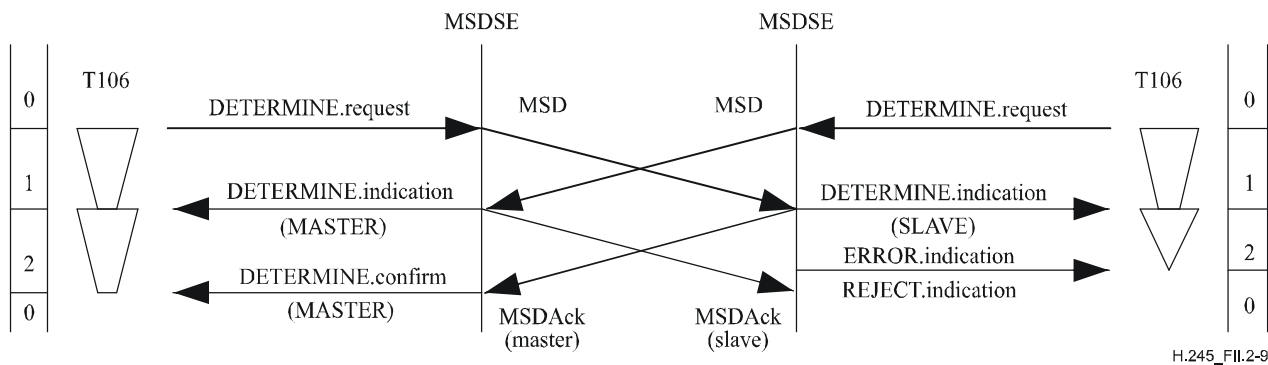 MSDSE MSDSE
T106 T106
0 DETERMINE.request MSD MSD DETERMINE.request 0
1 DETERMINE.indication DETERMINE.indication 1
(MASTER) (SLAVE)
2 DETERMINE.confirm ERROR.indication 2
(MASTER) REJECT.indication
0 MSDAck MSDAck 0
(master) (slave)
H.245_FII.2-9